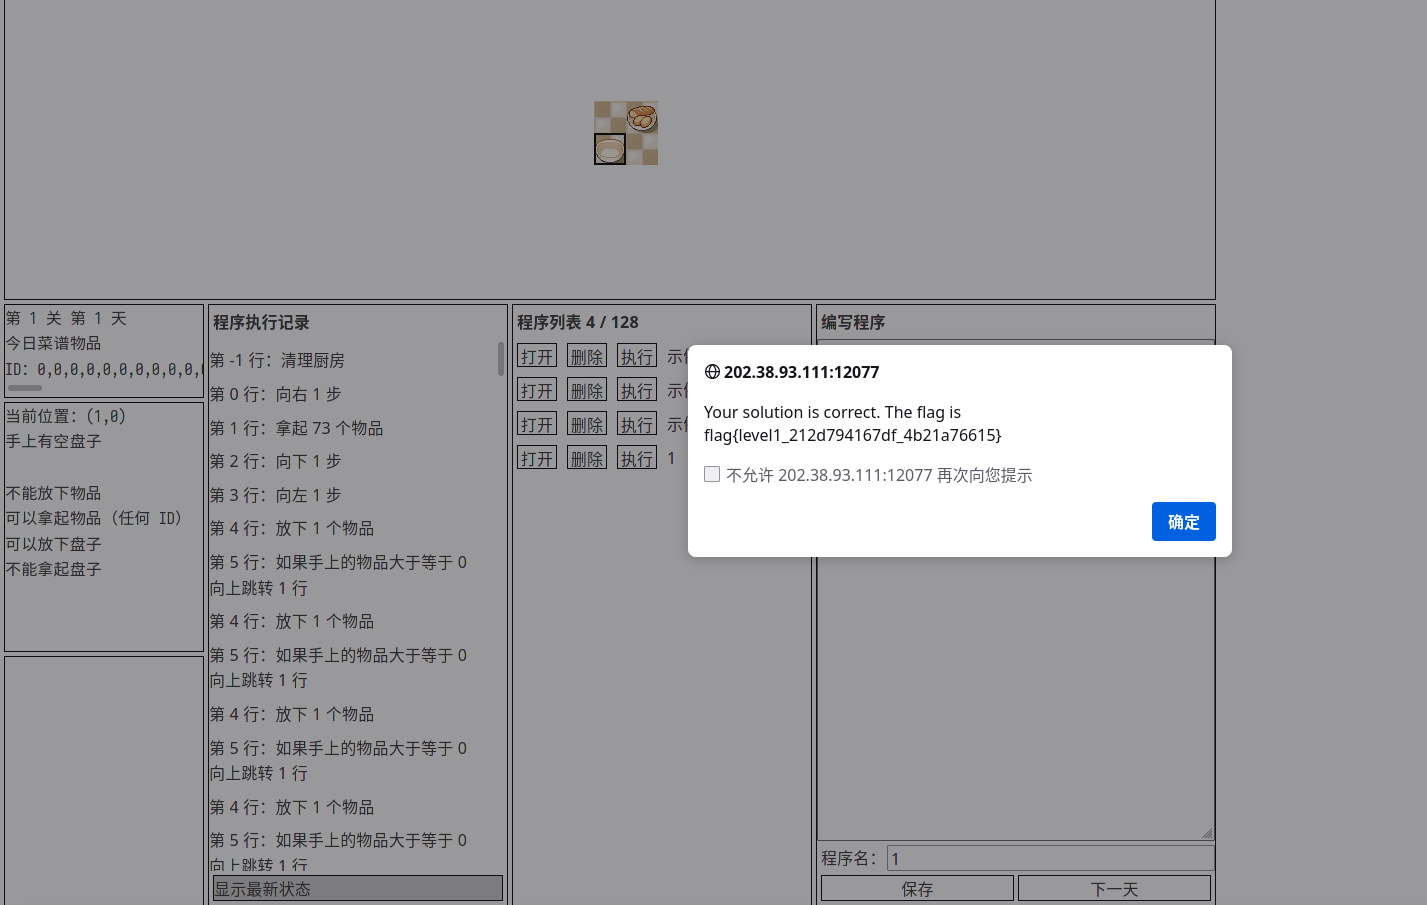 第 1 关 第 1 天
今日菜谱物品
ID：0,0,0,0,0,0,0,0,0,0,
当前位置：(1,0)
手上有空盘子
不能放下物品
可以拿起物品（任何 ID）
可以放下盘子
不能拿起盘子
程序执行记录
第 -1 行：清理厨房
第 0 行：向右 1 步
第 1 行：拿起 73 个物品
第 2 行：向下 1 步
第 3 行：向左 1 步
第 4 行：放下 1 个物品
第 5 行：如果手上的物品大于等于 0
向上跳转 1 行
第 4 行：放下 1 个物品
第 5 行：如果手上的物品大于等于 0
向上跳转 1 行
第 4 行：放下 1 个物品
第 5 行：如果手上的物品大于等于 0
向上跳转 1 行
第 4 行：放下 1 个物品
第 5 行：如果手上的物品大于等于 0
向上跳转 1 行
显示最新状态
程序列表 4 / 128
打开 删除 执行 示
打开 删除 执行 示
打开 删除 执行 示
打开 删除 执行 1
编写程序
202.38.93.111:12077
Your solution is correct. The flag is
flag{level1_212d794167df_4b21a76615}
不允许 202.38.93.111:12077 再次向您提示
确定
程序名： 1
保存 下一天